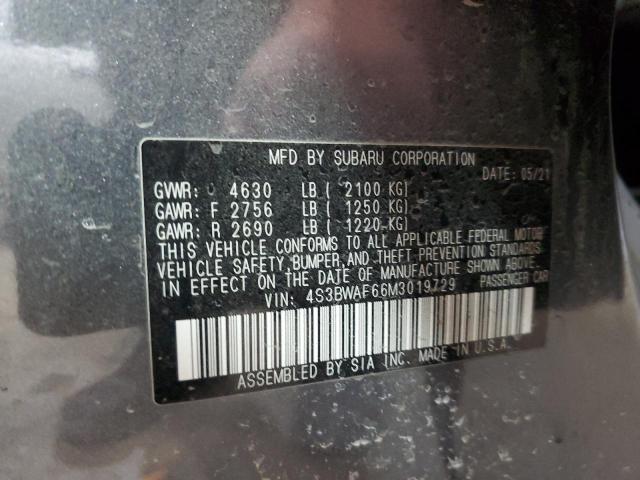 MFD BY SUBARU CORPORATION
DATE: 05/21
GVWR: 4630 LB ( 2100 KG)
GAWR: F 2756 LB ( 1250 KG)
GAWR: R 2690 LB ( 1220 KG)
THIS VEHICLE CONFORMS TO ALL APPLICABLE FEDERAL MOTOR
VEHICLE SAFETY, BUMPER, AND THEFT PREVENTION STANDARDS
IN EFFECT ON THE DATE OF MANUFACTURE SHOWN ABOVE.
VIN: 4S3BWAF66M3019729 PASSENGER CAR
ASSEMBLED BY SIA INC. MADE IN U.S.A.